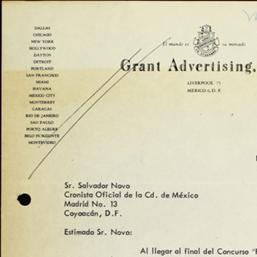 DALLAS
CHICAGO
NEW YORK
HOLLYWOOD
DAYTON
DETROIT
PORTLAND
SAN FRANCISCO
MIAMI
HAVANA
MEXICO CITY
MONTERREY
CARACAS
RIO DE JANEIRO
SAO PAULO
PORTO ALEGRE
BELO HORIZONTE
MONTEVIDEO
El mundo es su mercado
Grant Advertising,
LIVERPOOL
MEXICO 6, D. F.
Sr. Salvador Novo
Cronista Oficial de la Cd. de México
Madrid No. 13
Coyoacán, D.F.
Estimado Sr. Novo:
Al llegar al final del Concurso